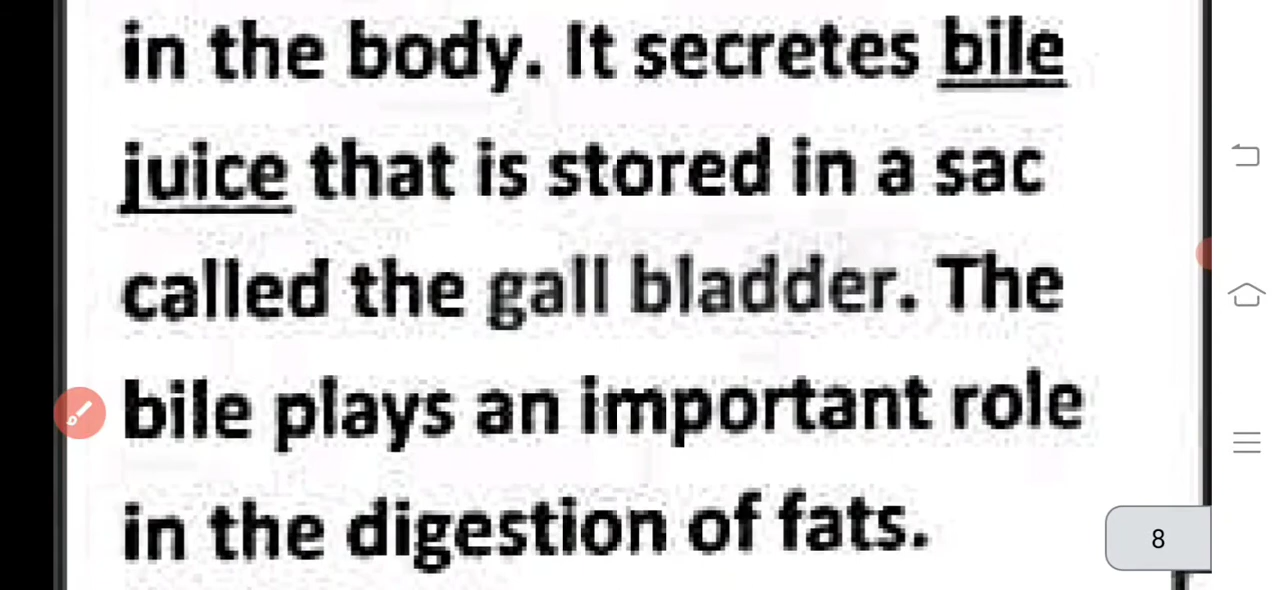 in the body. It secretes bile
juice that is stored in a sac
called the gall bladder. The
bile plays an important role
in the digestion of fats.
8